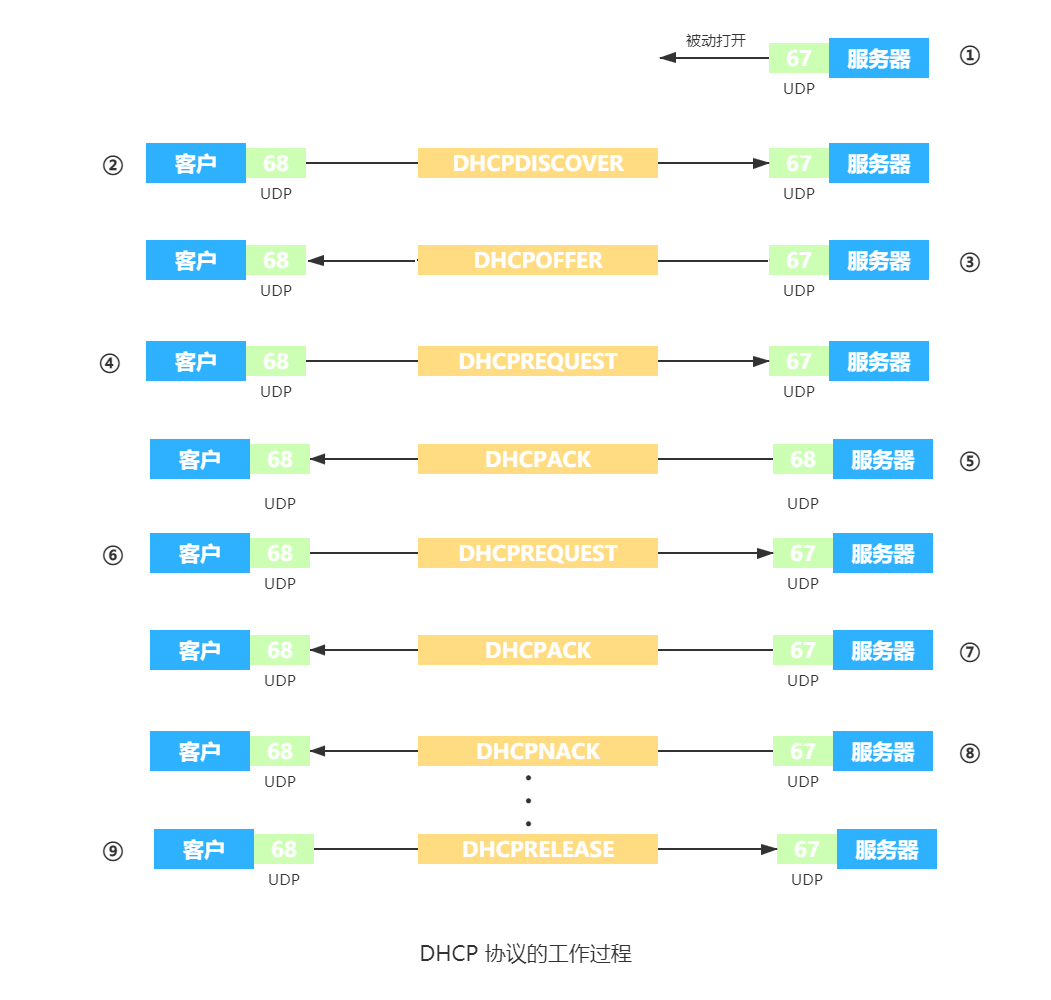 被动打开 67 服务器 ①
UDP
② 客户 68 DHCPDISCOVER 67 服务器
UDP UDP
客户 68 DHCPOFFER 67 服务器 ③
UDP UDP
④ 客户 68 DHCPREQUEST 67 服务器
UDP UDP
客户 68 DHCPACK 68 服务器 ⑤
UDP UDP
⑥ 客户 68 DHCPREQUEST 67 服务器
UDP UDP
客户 68 DHCPACK 67 服务器 ⑦
UDP UDP
客户 68 DHCPNACK 67 服务器 ⑧
UDP UDP
⑨ 客户 68 DHCPRELEASE 67 服务器
UDP UDP
DHCP 协议的工作过程